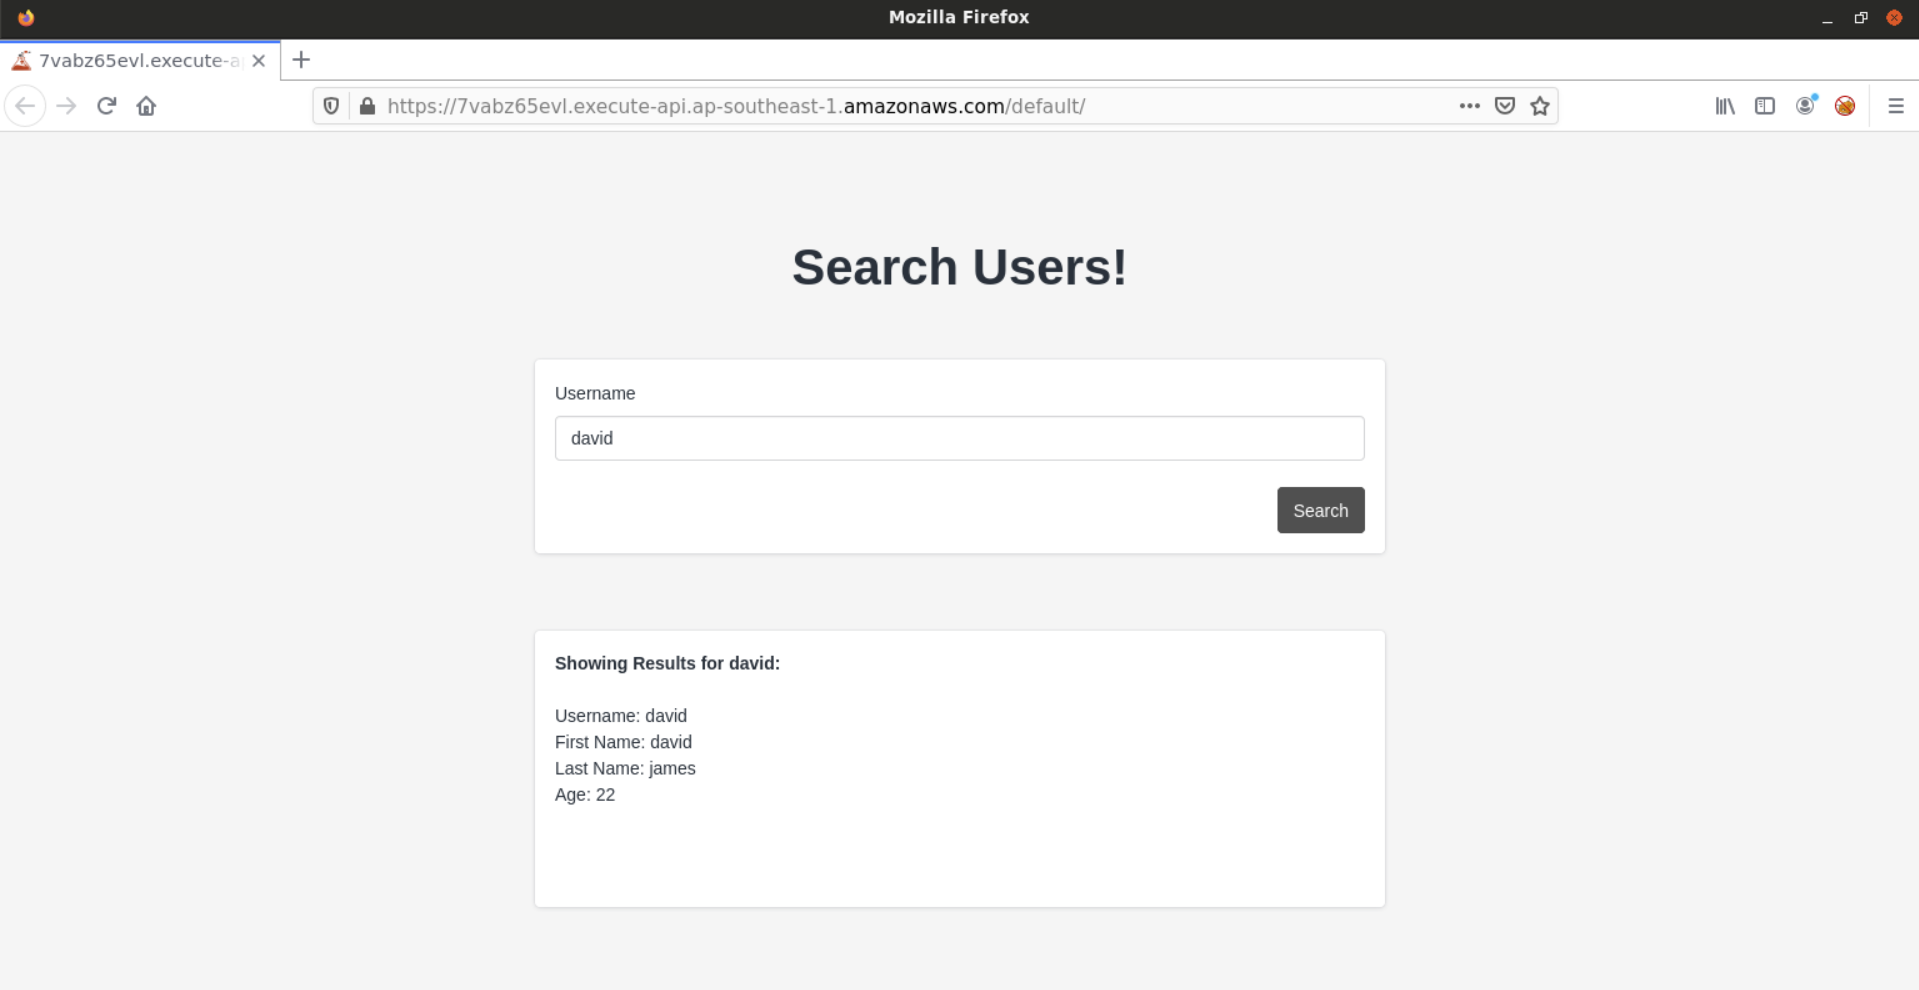 Mozilla Firefox
7vabz65evl.execute-a
https://7vabz65evl.execute-api.ap-southeast-1.amazonaws.com/default/
Search Users!
Username
david
Search
Showing Results for david:
Username: david
First Name: david
Last Name: james
Age: 22